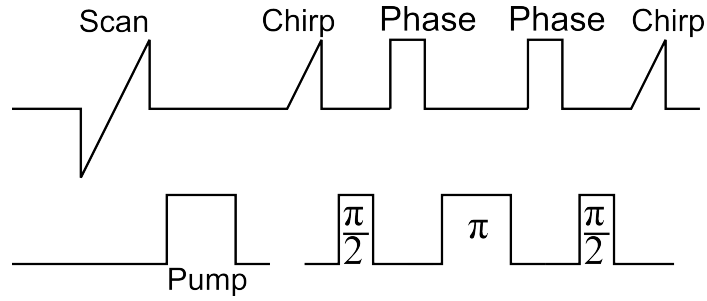 Scan Chirp Phase Phase Chirp
π/2 π π/2
Pump